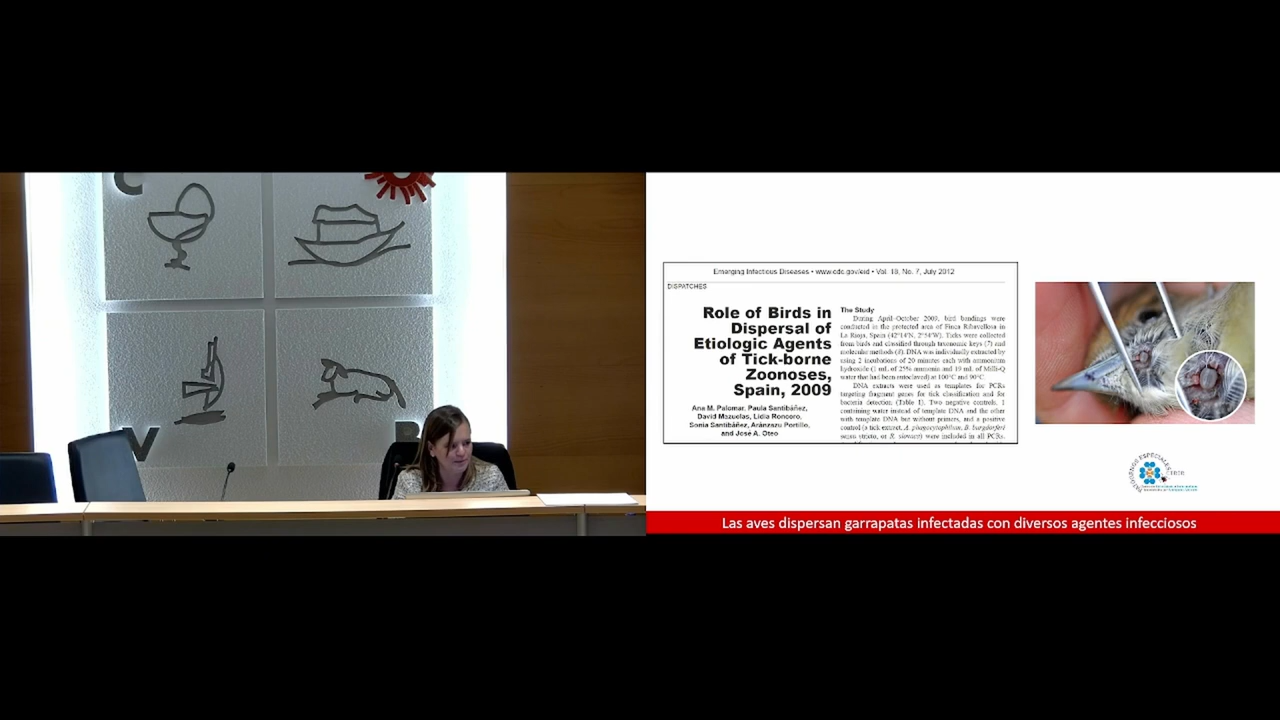 C
V
B
Emerging Infectious Diseases • www.cdc.gov/eid • Vol. 18, No. 7, July 2012
DISPATCHES
Role of Birds in
Dispersal of
Etiologic Agents
of Tick-borne
Zoonoses,
Spain, 2009
Ana M. Palomar, Paula Santibáñez,
David Mazuelas, Lidia Roncero,
Sonia Santibáñez, Aránzazu Portillo,
and José A. Oteo
The Study
During April–October 2009, bird bandings were
conducted in the protected area of Finca Ribavellosa in
La Rioja, Spain (42°14′N, 2°54′W). Ticks were collected
from birds and classified through taxonomic keys (7) and
molecular methods (8). DNA was individually extracted by
using 2 incubations of 20 minutes each with ammonium
hydroxide (1 mL of 25% ammonia and 19 mL of Milli-Q
water that had been autoclaved) at 100°C and 90°C.
DNA extracts were used as templates for PCRs
targeting fragment genes for tick classification and for
bacteria detection. (Table 1). Two negative controls, 1
containing water instead of template DNA and the other
with template DNA but without primers, and a positive
control (a tick extract, A. phagocytophilum, B. burgdorferi
sensu stricto, or R. slovaca) were included in all PCRs.
ESPECIALES
Las aves dispersan garrapatas infectadas con diversos agentes infecciosos